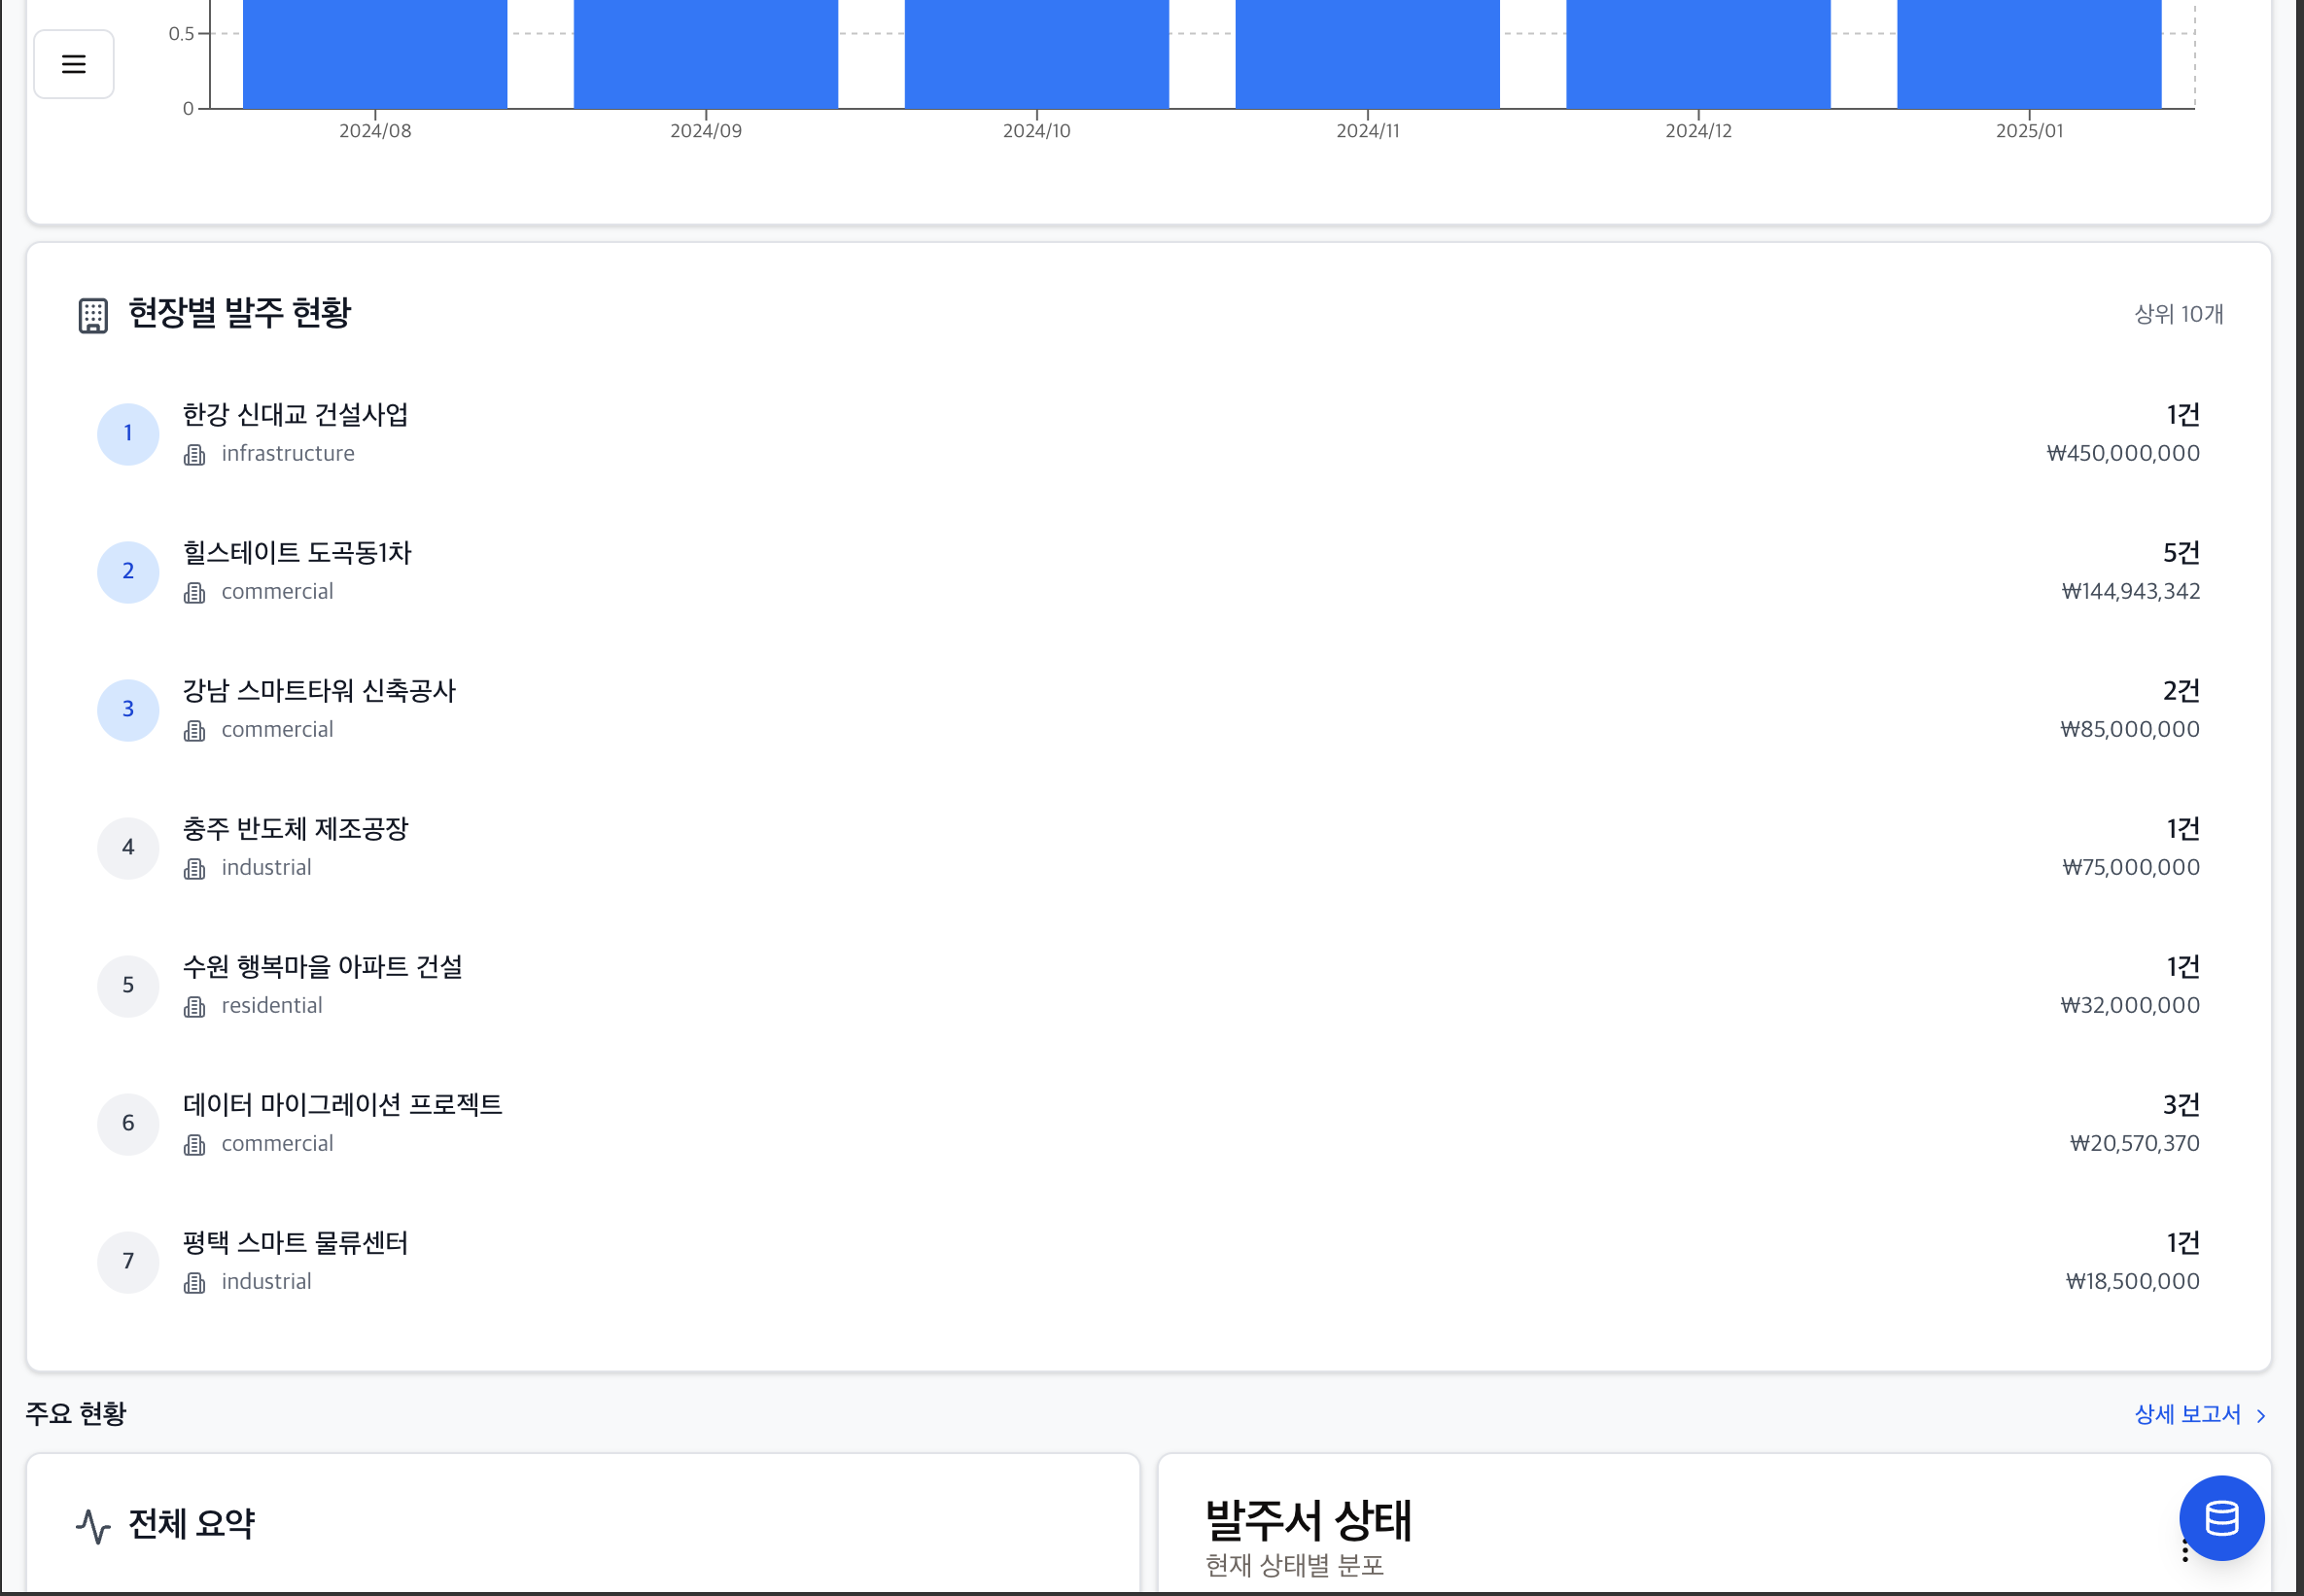 0.5
0
2024/08 2024/09 2024/10 2024/11 2024/12 2025/01
현장별 발주 현황 상위 10개
1 한강 신대교 건설사업 1건
infrastructure ₩450,000,000
2 힐스테이트 도곡동1차 5건
commercial ₩144,943,342
3 강남 스마트타워 신축공사 2건
commercial ₩85,000,000
4 충주 반도체 제조공장 1건
industrial ₩75,000,000
5 수원 행복마을 아파트 건설 1건
residential ₩32,000,000
6 데이터 마이그레이션 프로젝트 3건
commercial ₩20,570,370
7 평택 스마트 물류센터 1건
industrial ₩18,500,000
주요 현황 상세 보고서
전체 요약
발주서 상태
현재 상태별 분포